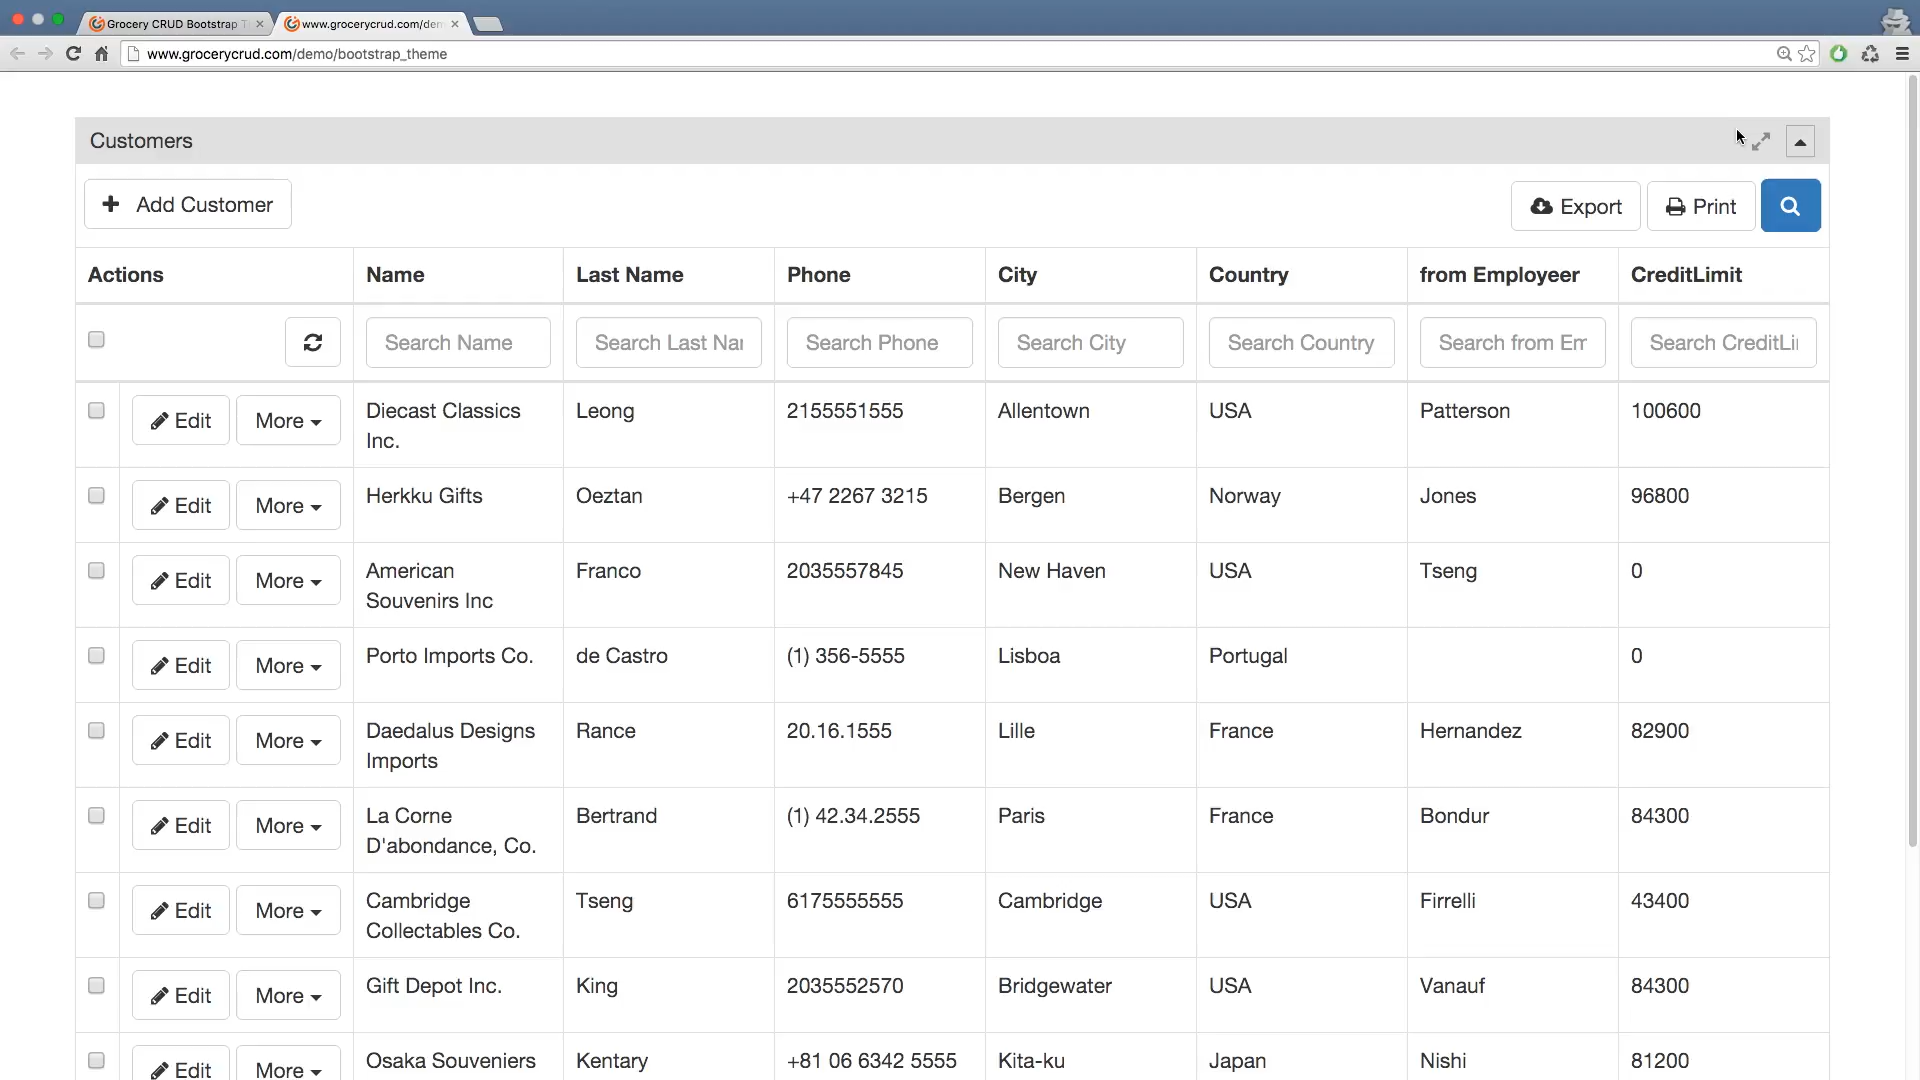 Grocery CRUD Bootstrap T
www.grocerycrud.com/dem
www.grocerycrud.com/demo/bootstrap_theme
Customers
Add Customer
Export
Print
Actions Name Last Name Phone City Country from Employeer CreditLimit
Search Name Search Last Nar Search Phone Search City Search Country Search from Em Search CreditLi
Edit More Diecast Classics Leong 2155551555 Allentown USA Patterson 100600
Inc.
Edit More Herkku Gifts Oeztan +47 2267 3215 Bergen Norway Jones 96800
Edit More American Franco 2035557845 New Haven USA Tseng 0
Souvenirs Inc
Edit More Porto Imports Co. de Castro (1) 356-5555 Lisboa Portugal 0
Edit More Daedalus Designs Rance 20.16.1555 Lille France Hernandez 82900
Imports
Edit More La Corne Bertrand (1) 42.34.2555 Paris France Bondur 84300
D'abondance, Co.
Edit More Cambridge Tseng 6175555555 Cambridge USA Firrelli 43400
Collectables Co.
Edit More Gift Depot Inc. King 2035552570 Bridgewater USA Vanauf 84300
Edit More Osaka Souveniers Kentary +81 06 6342 5555 Kita-ku Japan Nishi 81200